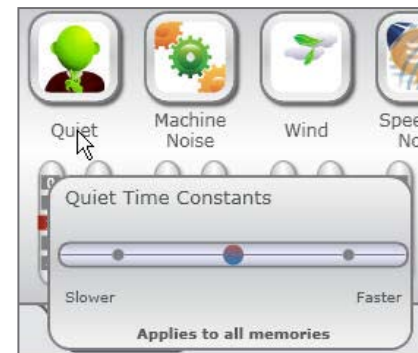 Quiet
Machine
Noise
Wind
Quiet Time Constants
Slower
Faster
Applies to all memories